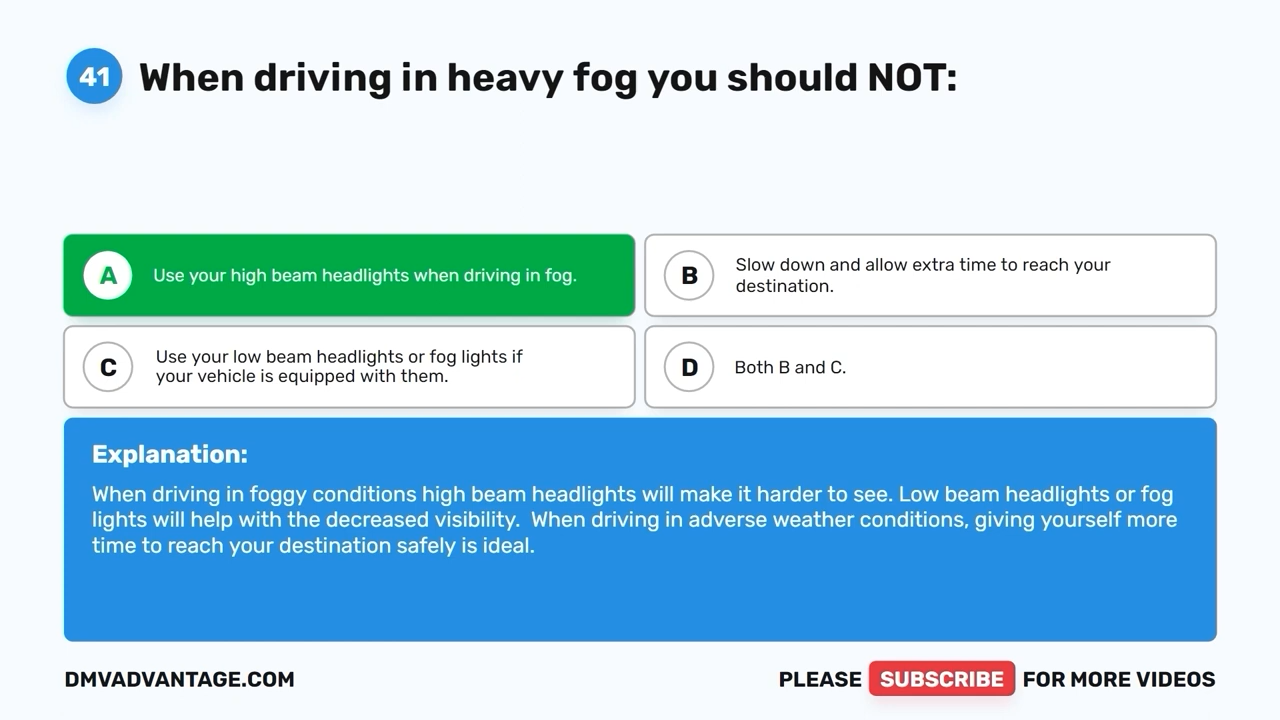 41 When driving in heavy fog you should NOT:
A Use your high beam headlights when driving in fog.
B Slow down and allow extra time to reach your
destination.
C Use your low beam headlights or fog lights if
your vehicle is equipped with them.
D Both B and C.
Explanation:
When driving in foggy conditions high beam headlights will make it harder to see. Low beam headlights or fog
lights will help with the decreased visibility.  When driving in adverse weather conditions, giving yourself more
time to reach your destination safely is ideal.
DMVADVANTAGE.COM
PLEASE SUBSCRIBE FOR MORE VIDEOS